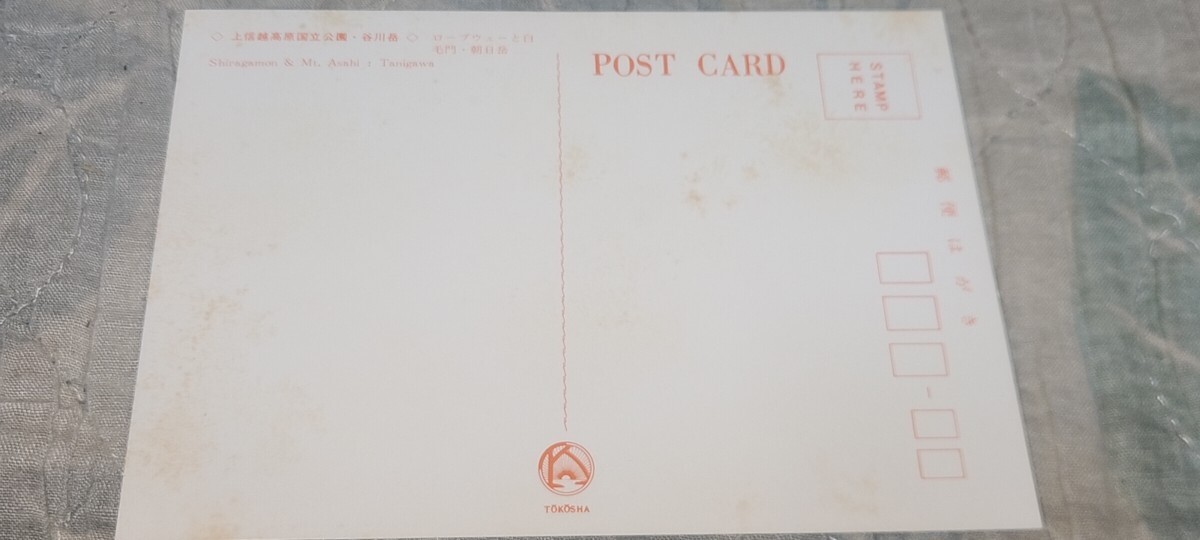 ◇ 上信越高原国立公園・谷川岳 ◇ ロープウェーと白
毛門・朝日岳
Shiragamon & Mt. Asahi : Tanigawa
POST CARD
STAMP
HERE
郵便はがき
TŌKŌSHA